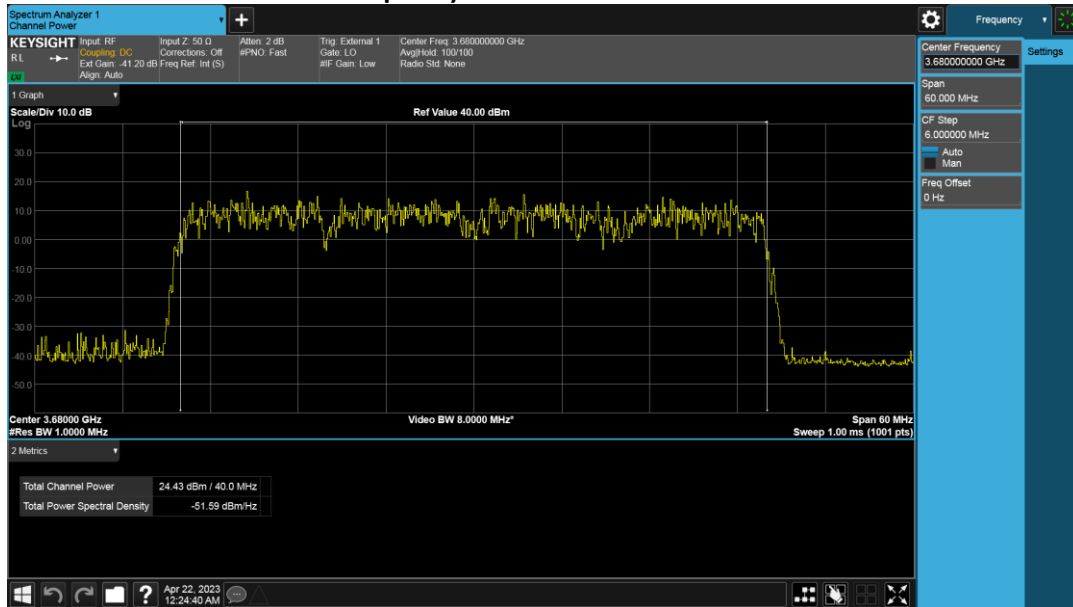 Spectrum Analyzer 1
Channel Power
+
Frequency
KEYSIGHT
RL
LXI
Input: RF
Coupling: DC
Ext Gain: -41.20 dB
Align: Auto
Input Z: 50 Ω
Corrections: Off
Freq Ref: Int (S)
Atten: 2 dB
#PNO: Fast
Trig: External 1
Gate: LO
#IF Gain: Low
Center Freq: 3.680000000 GHz
Avg|Hold: 100/100
Radio Std: None
Center Frequency
3.680000000 GHz
Settings
Span
60.000 MHz
CF Step
6.000000 MHz
Auto
Man
Freq Offset
0 Hz
1 Graph
Scale/Div 10.0 dB
Ref Value 40.00 dBm
Log
30.0
20.0
10.0
0.00
-10.0
-20.0
-30.0
-40.0
-50.0
Center 3.68000 GHz
Video BW 8.0000 MHz*
Span 60 MHz
#Res BW 1.0000 MHz
Sweep 1.00 ms (1001 pts)
2 Metrics
Total Channel Power 24.43 dBm / 40.0 MHz
Total Power Spectral Density -51.59 dBm/Hz
?
Apr 22, 2023
12:24:40 AM